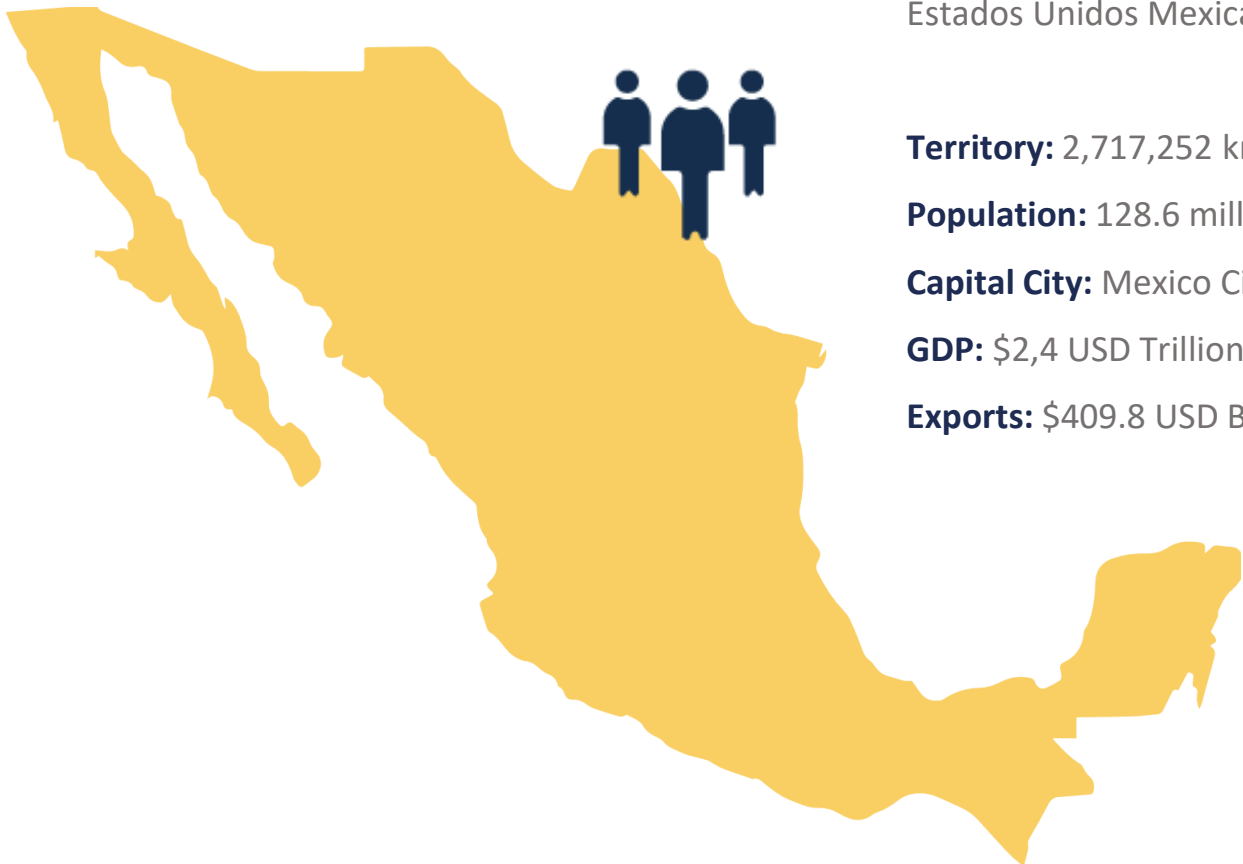 Estados Unidos Mexica
Territory: 2,717,252 k
Population: 128.6 mill
Capital City: Mexico Ci
GDP: $2,4 USD Trillion
Exports: $409.8 USD B